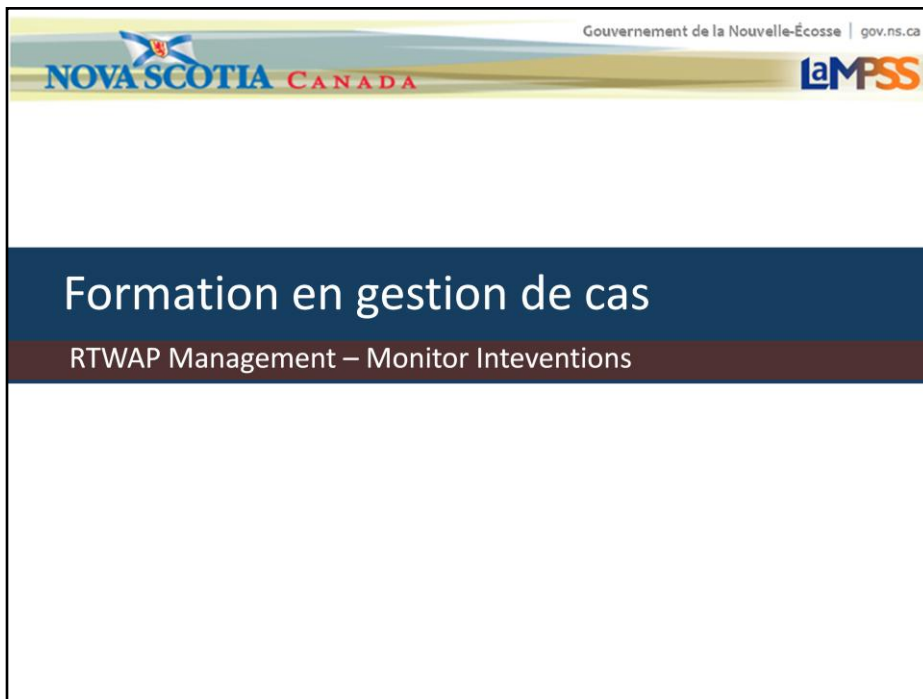 Gouvernement de la Nouvelle-Écosse | gov.ns.ca
NOVA SCOTIA CANADA
LaMPSS
Formation en gestion de cas
RTWAP Management – Monitor Inteventions